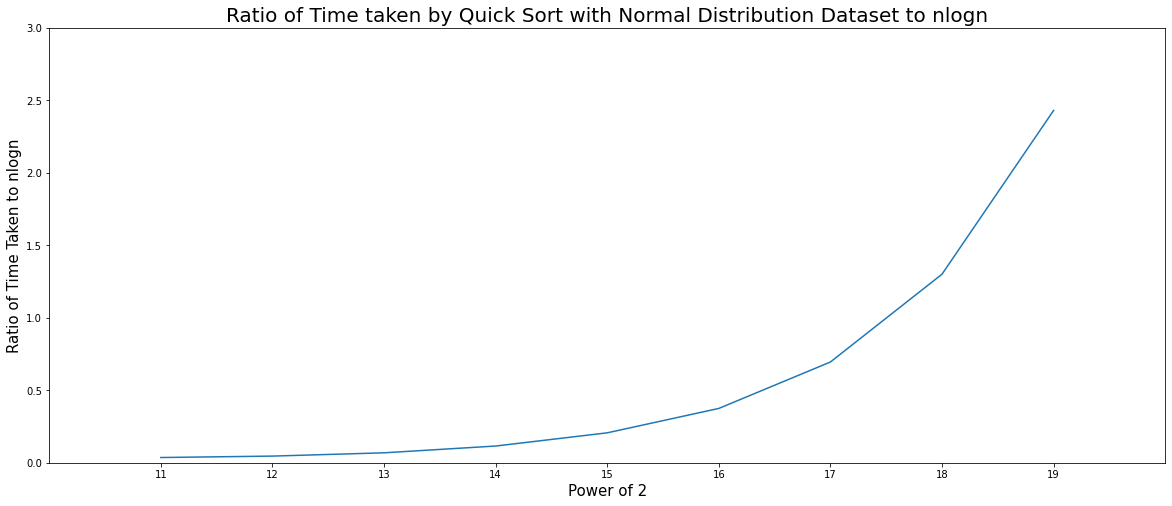 Ratio of Time taken by Quick Sort with Normal Distribution Dataset to nlogn
Ratio of Time Taken to nlogn
3.0
2.5
2.0
1.5
1.0
0.5
0.0
11 12 13 14 15 16 17 18 19
Power of 2